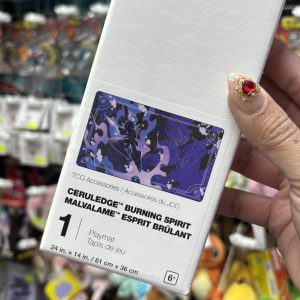 TCG Accessories / Accessoires du JCC
CERULEDGE™ BURNING SPIRIT
MALVALAME™ ESPRIT BRÛLANT
1 Playmat
Tapis de jeu
24 in. x 14 in. / 61 cm x 36 cm
6+